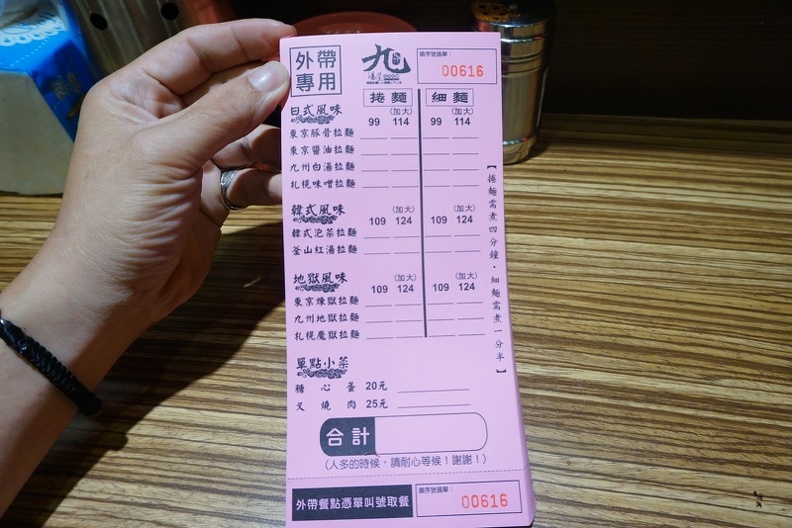 外帶
專用
九
順序號護單：
00616
捲麵 細麵
日式風味
(加大) (加大)
99 114 99 114
東京豚骨拉麵
東京醬油拉麵
九州白湯拉麵
札幌味噌拉麵
韓式風味
(加大) (加大)
109 124 109 124
韓式泡菜拉麵
釜山紅湯拉麵
地獄風味
(加大) (加大)
109 124 109 124
東京煉獄拉麵
九州地獄拉麵
札幌魔獄拉麵
【捲麵需煮四分鐘·細麵需煮一分半】
單點小菜
糖心蛋 20元
叉燒肉 25元
合計
(人多的時候，請耐心等候！謝謝！)
外帶餐點憑單叫號取餐
00616